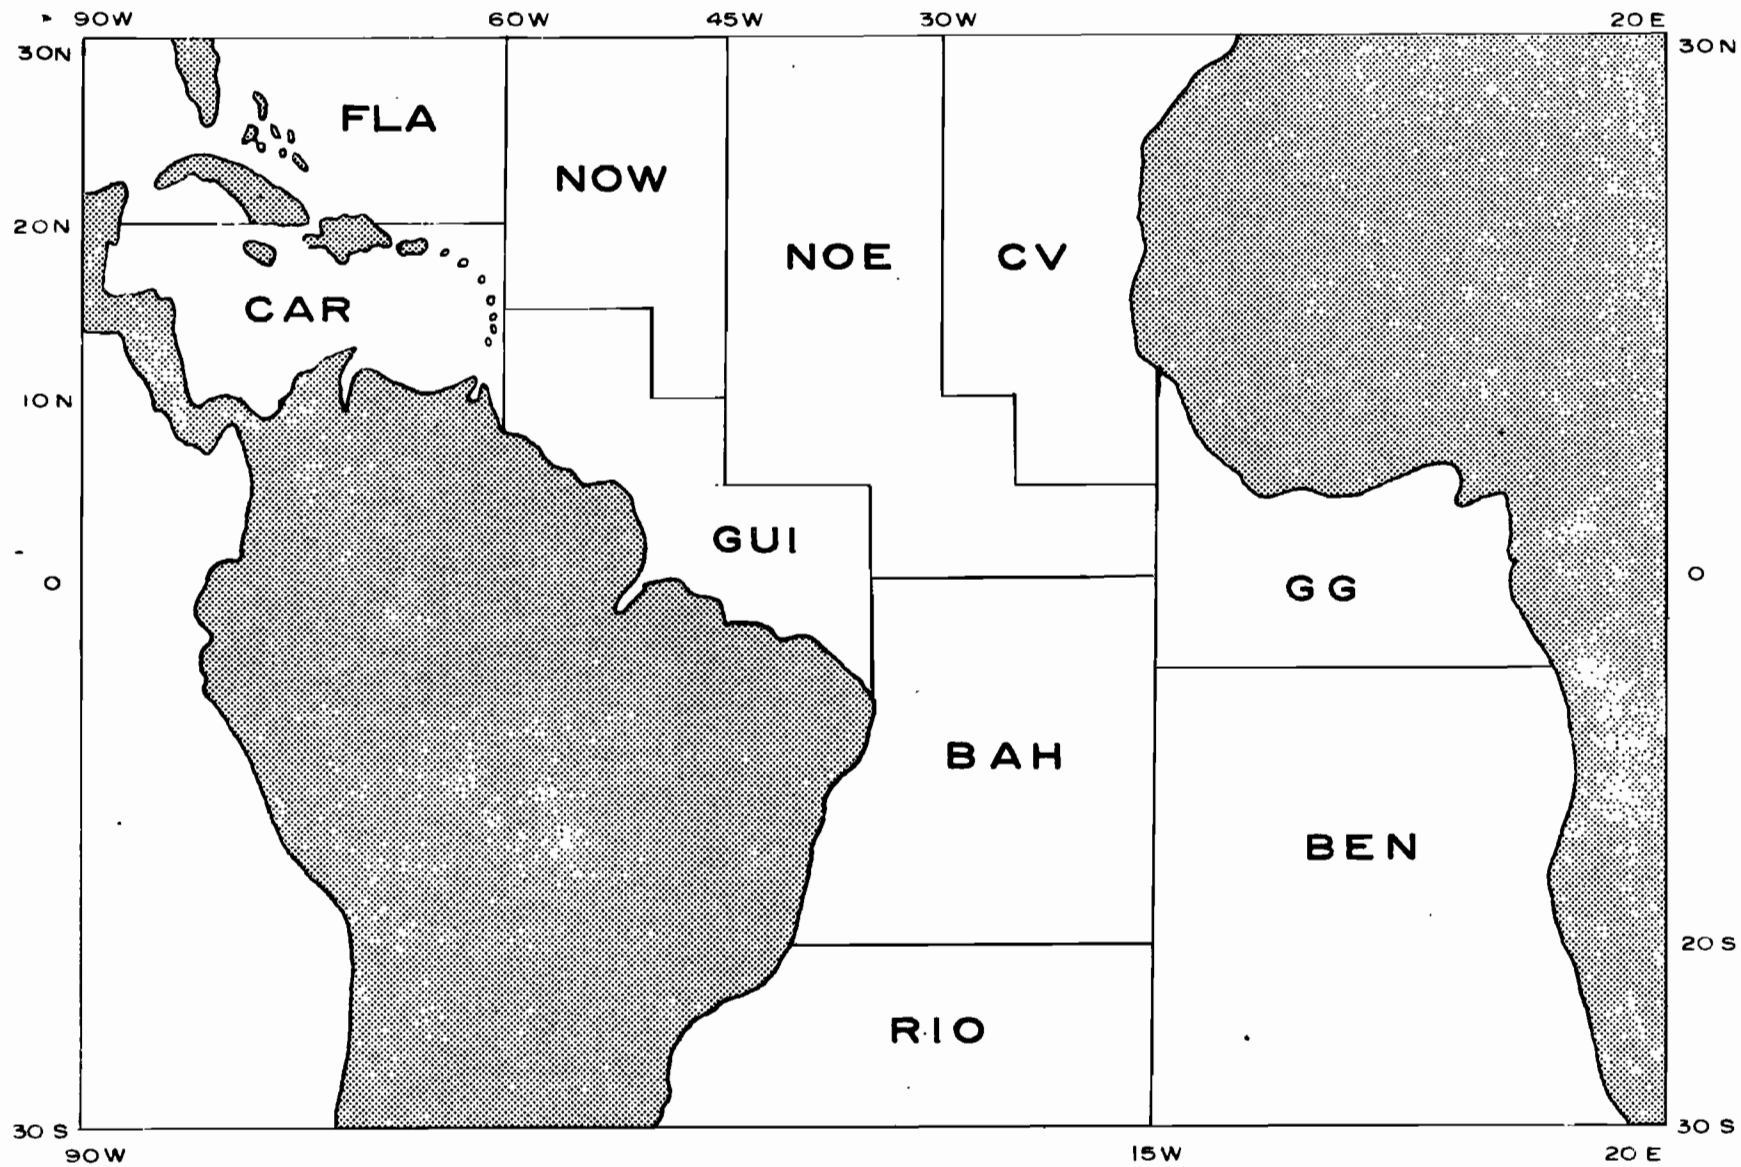 90W 60W 45W 30W 20E
30N 30N
FLA
NOW
20N
NOE CV
CAR
10N
GUI
0 GG 0
BAH
BEN
20S
RIO
30S 30S
90W 15W 20E